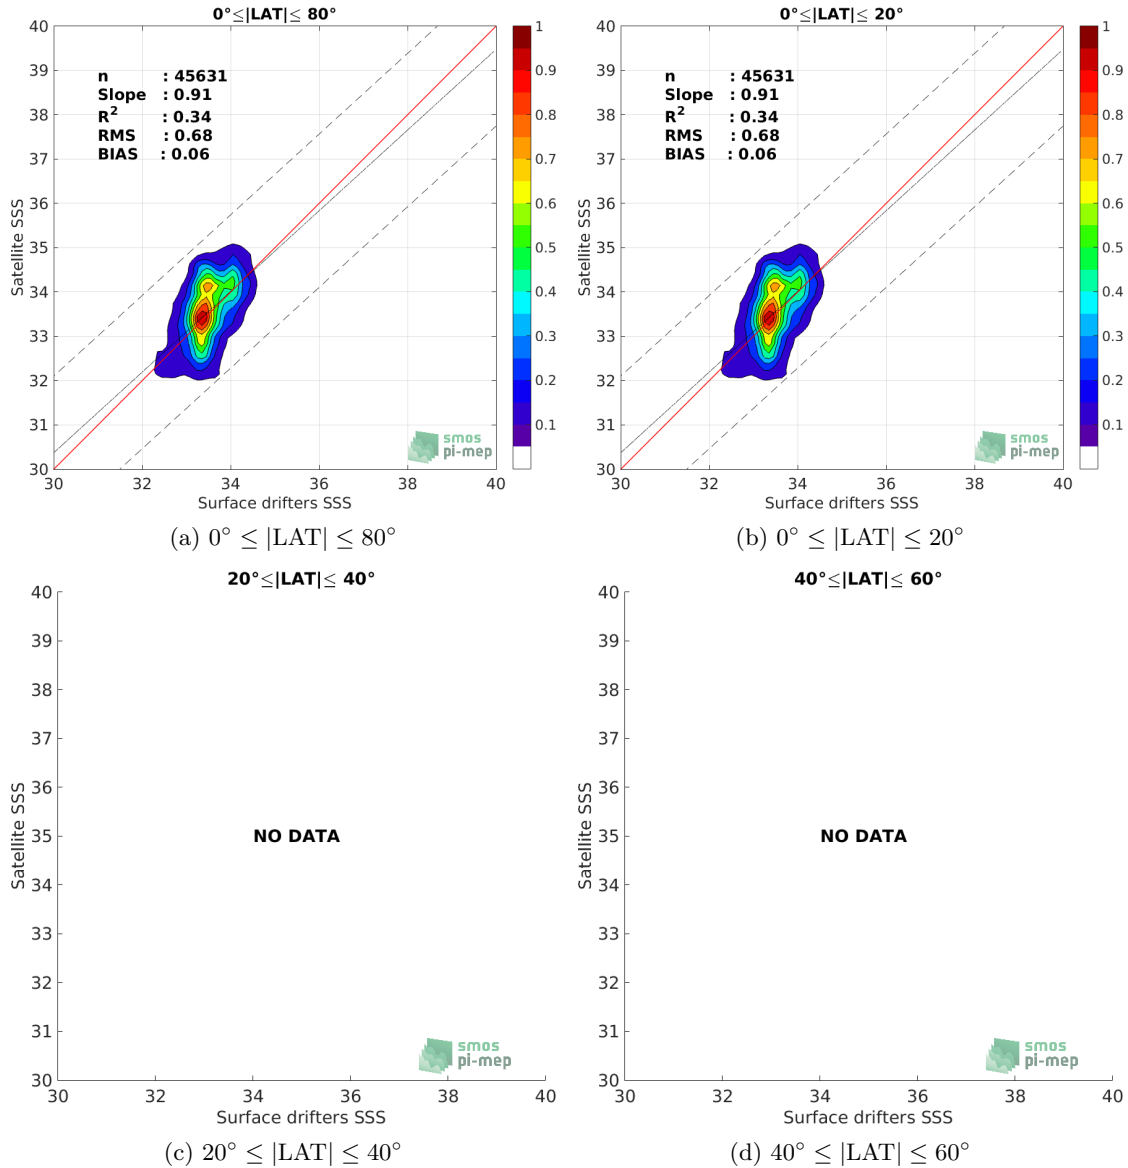 0°≤|LAT|≤ 80°
40
39
38
37
36
35
34
33
32
31
30
Satellite SSS
n : 45631
Slope : 0.91
R² : 0.34
RMS : 0.68
BIAS : 0.06
smos
pi-mep
30 32 34 36 38 40
Surface drifters SSS
1
0.9
0.8
0.7
0.6
0.5
0.4
0.3
0.2
0.1
(a) 0° ≤ |LAT| ≤ 80°
0°≤|LAT|≤ 20°
40
39
38
37
36
35
34
33
32
31
30
Satellite SSS
n : 45631
Slope : 0.91
R² : 0.34
RMS : 0.68
BIAS : 0.06
smos
pi-mep
30 32 34 36 38 40
Surface drifters SSS
1
0.9
0.8
0.7
0.6
0.5
0.4
0.3
0.2
0.1
(b) 0° ≤ |LAT| ≤ 20°
20°≤|LAT|≤ 40°
40
39
38
37
36
35
34
33
32
31
30
Satellite SSS
NO DATA
smos
pi-mep
30 32 34 36 38 40
Surface drifters SSS
(c) 20° ≤ |LAT| ≤ 40°
40°≤|LAT|≤ 60°
40
39
38
37
36
35
34
33
32
31
30
Satellite SSS
NO DATA
smos
pi-mep
30 32 34 36 38 40
Surface drifters SSS
(d) 40° ≤ |LAT| ≤ 60°